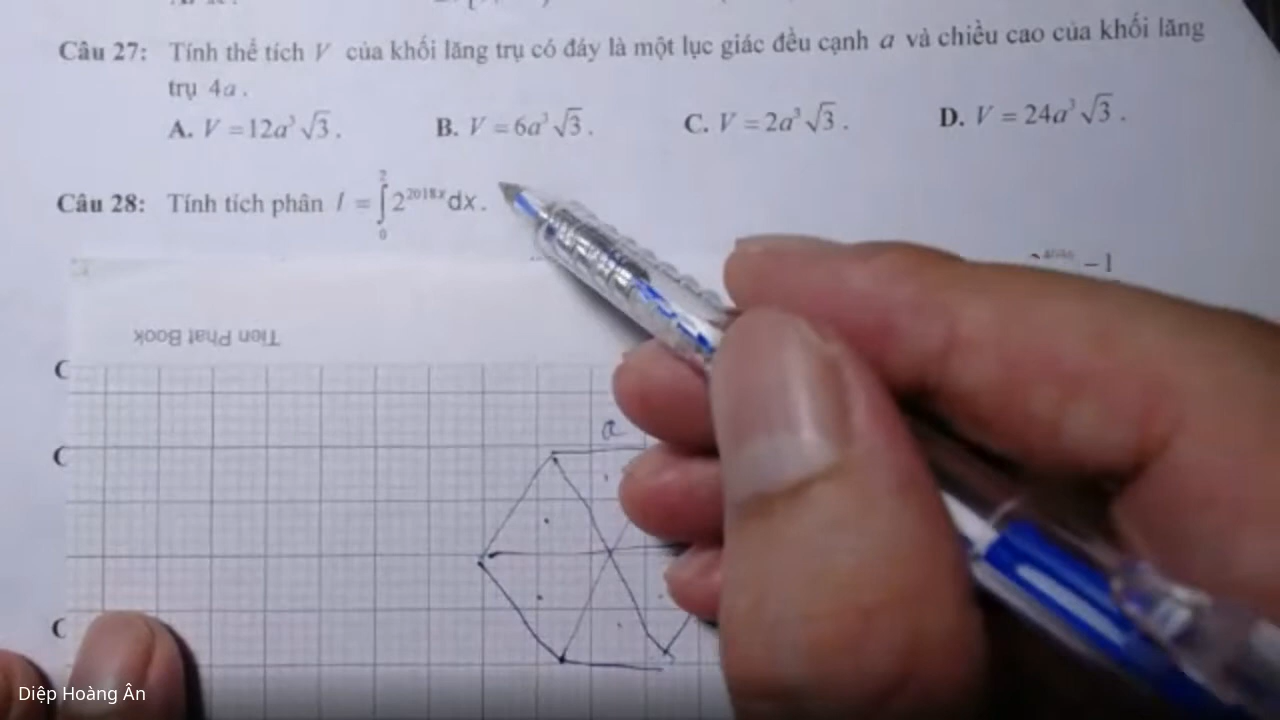 Câu 27: Tính thể tích V của khối lăng trụ có đáy là một lục giác đều cạnh a và chiều cao của khối lăng
trụ 4a.
A. V = 12a³√3. B. V = 6a³√3. C. V = 2a³√3. D. V = 24a³√3.
Câu 28: Tính tích phân I = ∫₀² 2^{2018x} dx.
−1
Tien Phat Book
C
a
C
C
Diệp Hoàng Ân